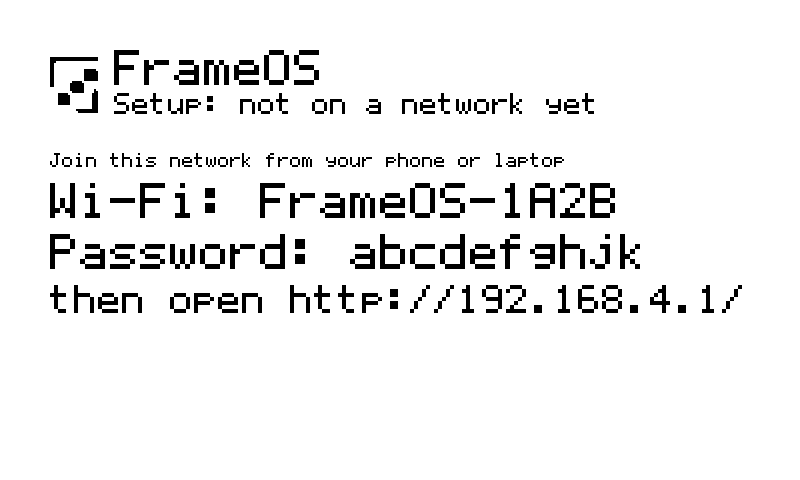 FrameOS
Setup: not on a network yet
Join this network from your phone or laptop
Wi-Fi: FrameOS-1A2B
Password: abcdefghjk
then open http://192.168.4.1/